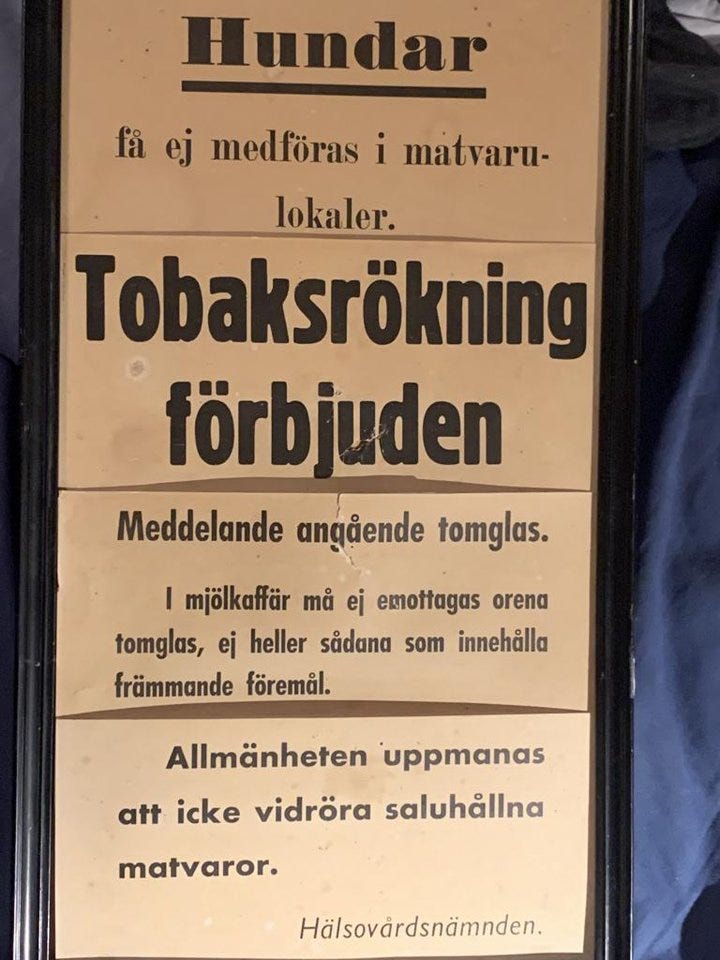 Hundar
få ej medföras i matvaru-
lokaler.
Tobaksrökning
förbjuden
Meddelande angående tomglas.
I mjölkaffär må ej emottagas orena
tomglas, ej heller sådana som innehålla
främmande föremål.
Allmänheten uppmanas
att icke vidröra saluhållna
matvaror.
Hälsovårdsnämnden.